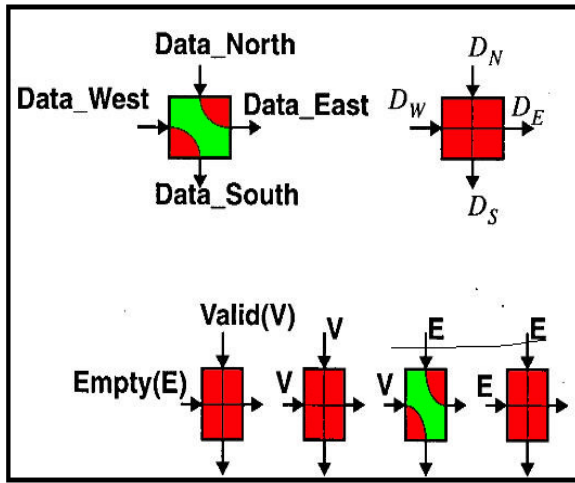 Data_North
D_N
Data_West
Data_East
D_W
D_E
Data_South
D_S
Valid(V)
V
E
E
Empty(E)
V
V
E